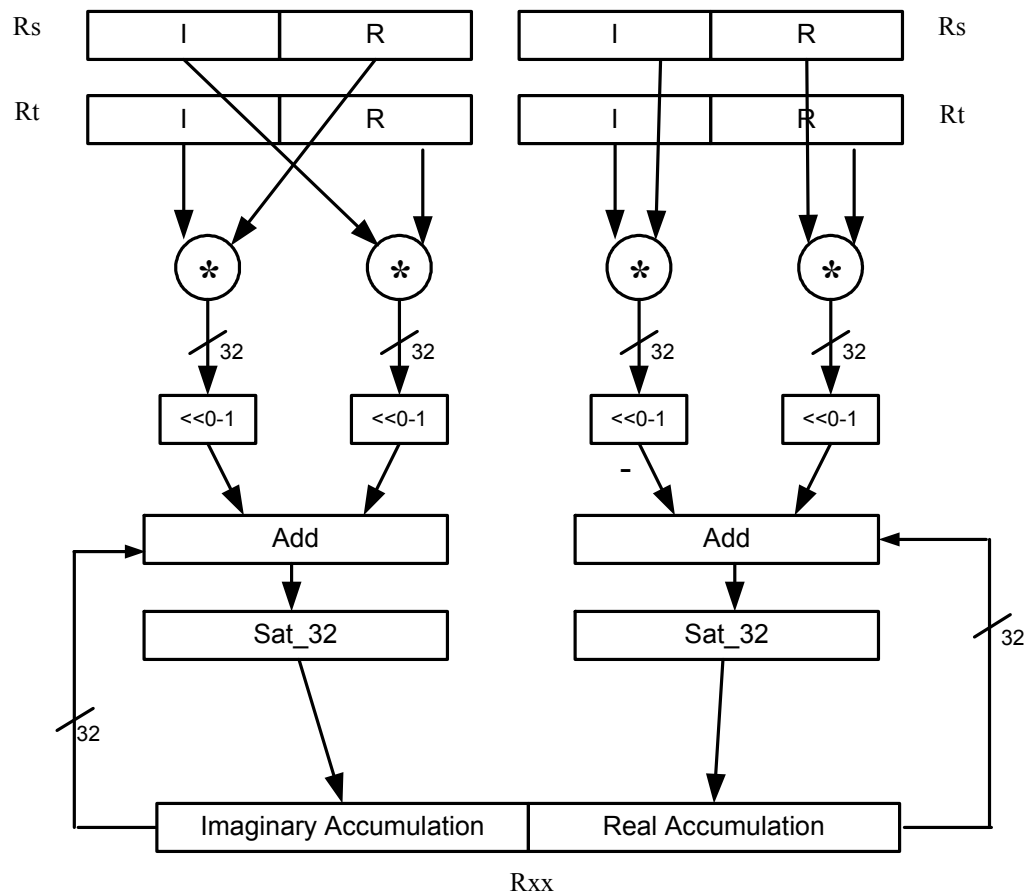 Rs I R I R Rs
Rt I R I R Rt
* * * *
32 32 32 32
<<0-1 <<0-1 <<0-1 <<0-1
-
Add Add
Sat_32 Sat_32
32
32
Imaginary Accumulation Real Accumulation
Rxx